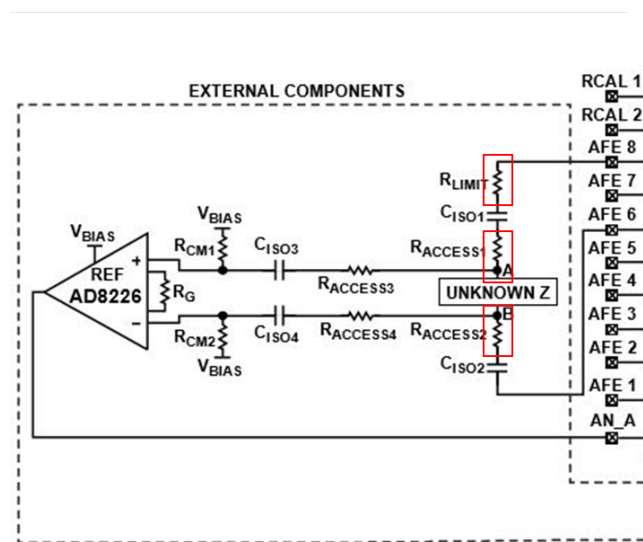 EXTERNAL COMPONENTS
RCAL 1
RCAL 2
AFE 8
RLIMIT
AFE 7
CISO1
AFE 6
VBIAS
VBIAS
RCM1
CISO3
RACCESS1
AFE 5
A
REF
+
AD8226
RG
RACCESS3
UNKNOWN Z
AFE 4
−
B
RCM2
CISO4
RACCESS4
RACCESS2
AFE 3
VBIAS
CISO2
AFE 2
AFE 1
AN_A